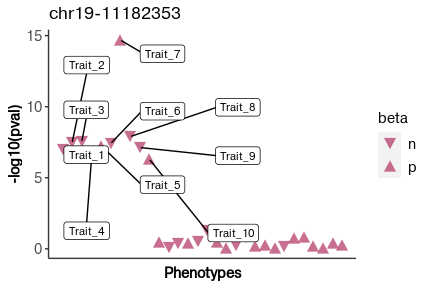 chr19-11182353
15
10
5
0
-log10(pval)
Trait_7
Trait_2
Trait_3
Trait_6
Trait_8
Trait_1
Trait_9
Trait_5
Trait_4
Trait_10
Phenotypes
beta
n
p